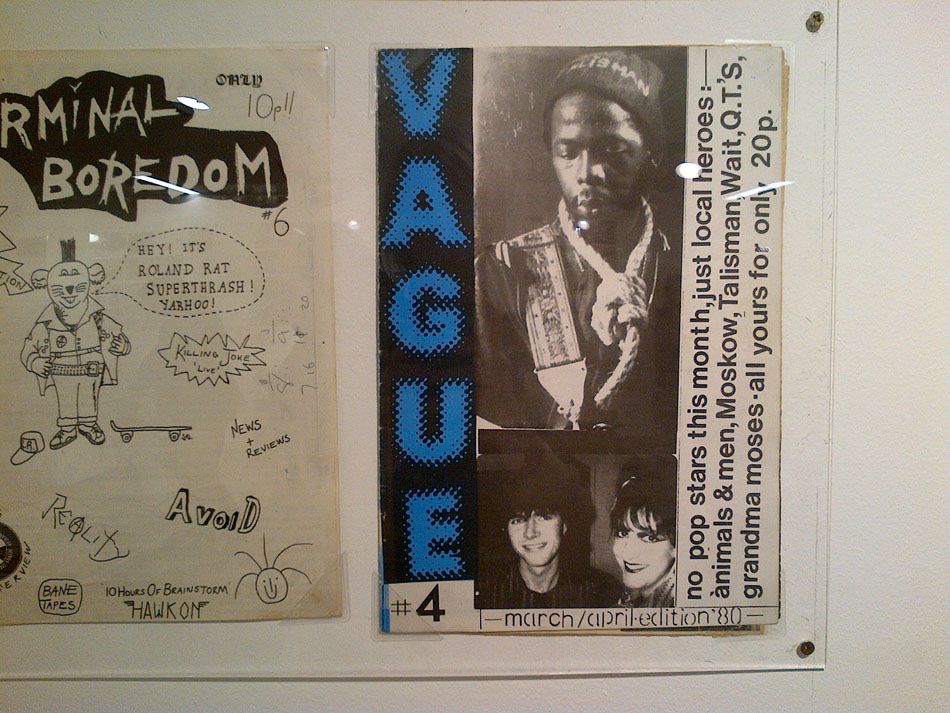 ONLY
10p!!
RMINAL
BOREDOM
#6
HEY! IT'S
ROLAND RAT
SUPERTHRASH!
YARHOO!
KILLING JOKE
'LIVE'
NEWS
+
REVIEWS
AVOID
BANE
TAPES
'10 HOURS OF BRAINSTORM'
HAWKON
VAGUE
#4
TALISMAN
no pop stars this month,just local heroes:-
animals & men,Moskow,Talisman,Wait,Q.T.'S,
grandma moses·all yours for only 20p.
march/april·edition'80